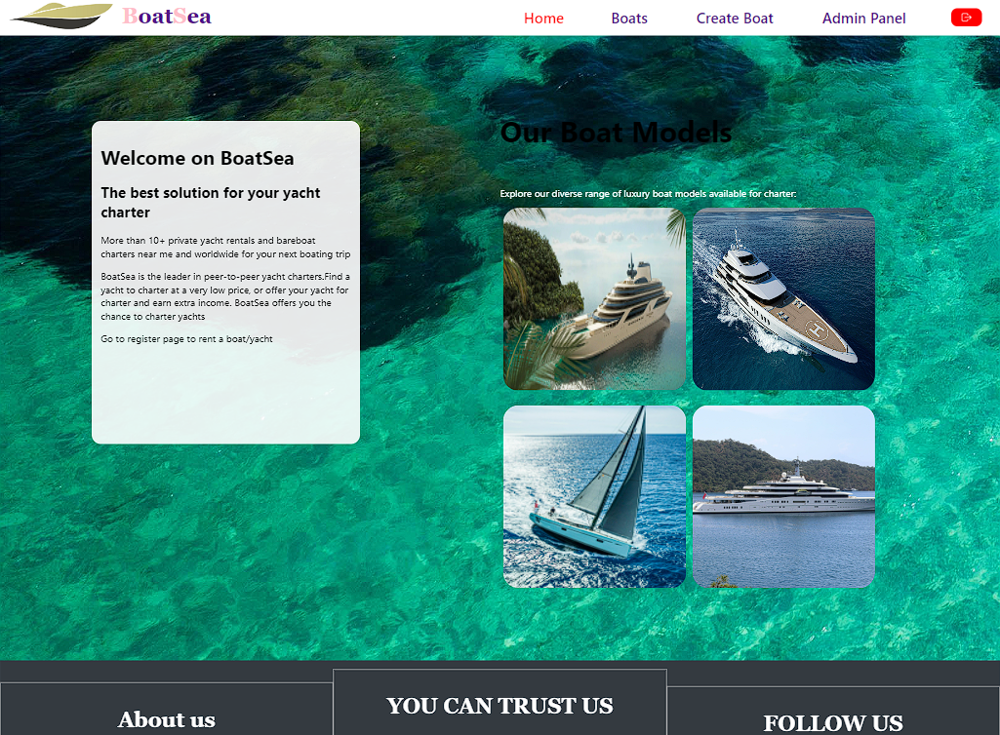 BoatSea
Home
Boats
Create Boat
Admin Panel
Welcome on BoatSea
The best solution for your yacht
charter
More than 10+ private yacht rentals and bareboat
charters near me and worldwide for your next boating trip
BoatSea is the leader in peer-to-peer yacht charters.Find a
yacht to charter at a very low price, or offer your yacht for
charter and earn extra income. BoatSea offers you the
chance to charter yachts
Go to register page to rent a boat/yacht
Our Boat Models
Explore our diverse range of luxury boat models available for charter:
H
About us
YOU CAN TRUST US
FOLLOW US